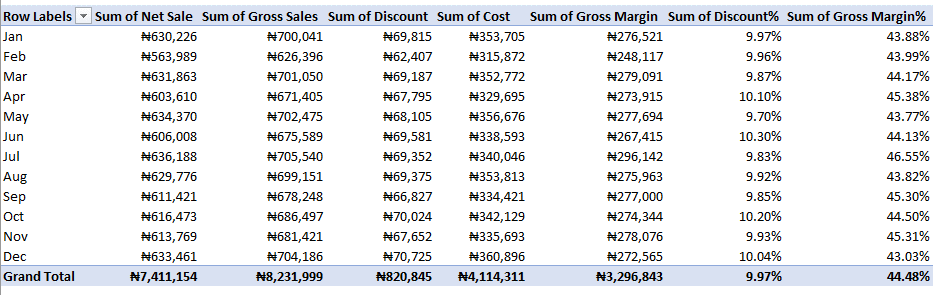 Row Labels Sum of Net Sale Sum of Gross Sales Sum of Discount Sum of Cost Sum of Gross Margin Sum of Discount% Sum of Gross Margin%
Jan ₦630,226 ₦700,041 ₦69,815 ₦353,705 ₦276,521 9.97% 43.88%
Feb ₦563,989 ₦626,396 ₦62,407 ₦315,872 ₦248,117 9.96% 43.99%
Mar ₦631,863 ₦701,050 ₦69,187 ₦352,772 ₦279,091 9.87% 44.17%
Apr ₦603,610 ₦671,405 ₦67,795 ₦329,695 ₦273,915 10.10% 45.38%
May ₦634,370 ₦702,475 ₦68,105 ₦356,676 ₦277,694 9.70% 43.77%
Jun ₦606,008 ₦675,589 ₦69,581 ₦338,593 ₦267,415 10.30% 44.13%
Jul ₦636,188 ₦705,540 ₦69,352 ₦340,046 ₦296,142 9.83% 46.55%
Aug ₦629,776 ₦699,151 ₦69,375 ₦353,813 ₦275,963 9.92% 43.82%
Sep ₦611,421 ₦678,248 ₦66,827 ₦334,421 ₦277,000 9.85% 45.30%
Oct ₦616,473 ₦686,497 ₦70,024 ₦342,129 ₦274,344 10.20% 44.50%
Nov ₦613,769 ₦681,421 ₦67,652 ₦335,693 ₦278,076 9.93% 45.31%
Dec ₦633,461 ₦704,186 ₦70,725 ₦360,896 ₦272,565 10.04% 43.03%
Grand Total ₦7,411,154 ₦8,231,999 ₦820,845 ₦4,114,311 ₦3,296,843 9.97% 44.48%